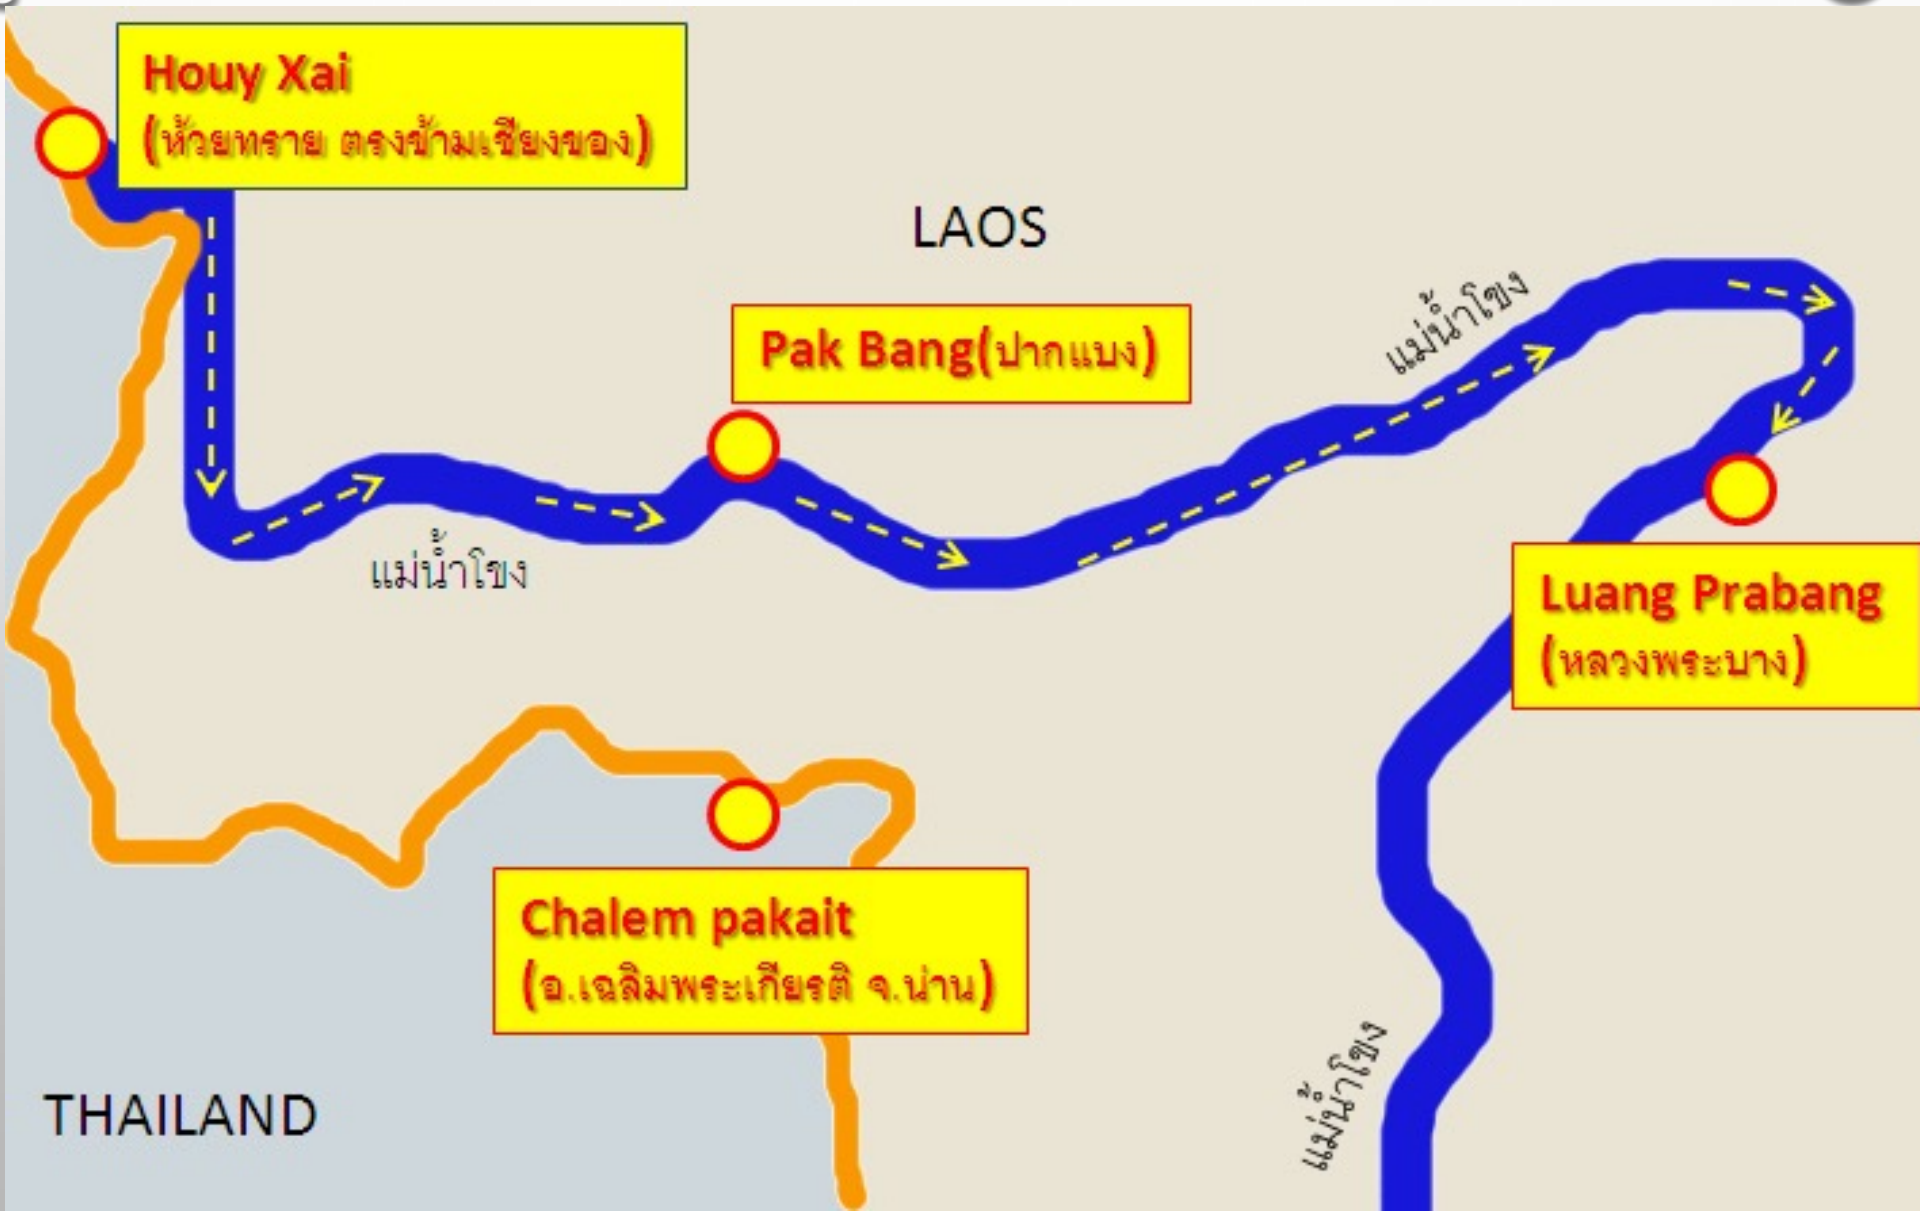 Houy Xai
(ห้วยทราย ตรงข้ามเชียงของ)
LAOS
แม่น้ำโขง
Pak Bang(ปากแบง)
แม่น้ำโขง
Luang Prabang
(หลวงพระบาง)
Chalem pakait
(อ.เฉลิมพระเกียรติ จ.น่าน)
แม่น้ำโขง
THAILAND